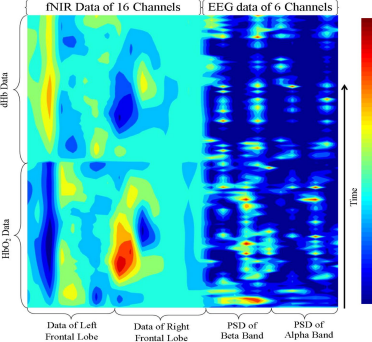 fNIR Data of 16 Channels
EEG data of 6 Channels
dHb Data
HbO₂ Data
Time
Data of Left
Frontal Lobe
Data of Right
Frontal Lobe
PSD of
Beta Band
PSD of
Alpha Band